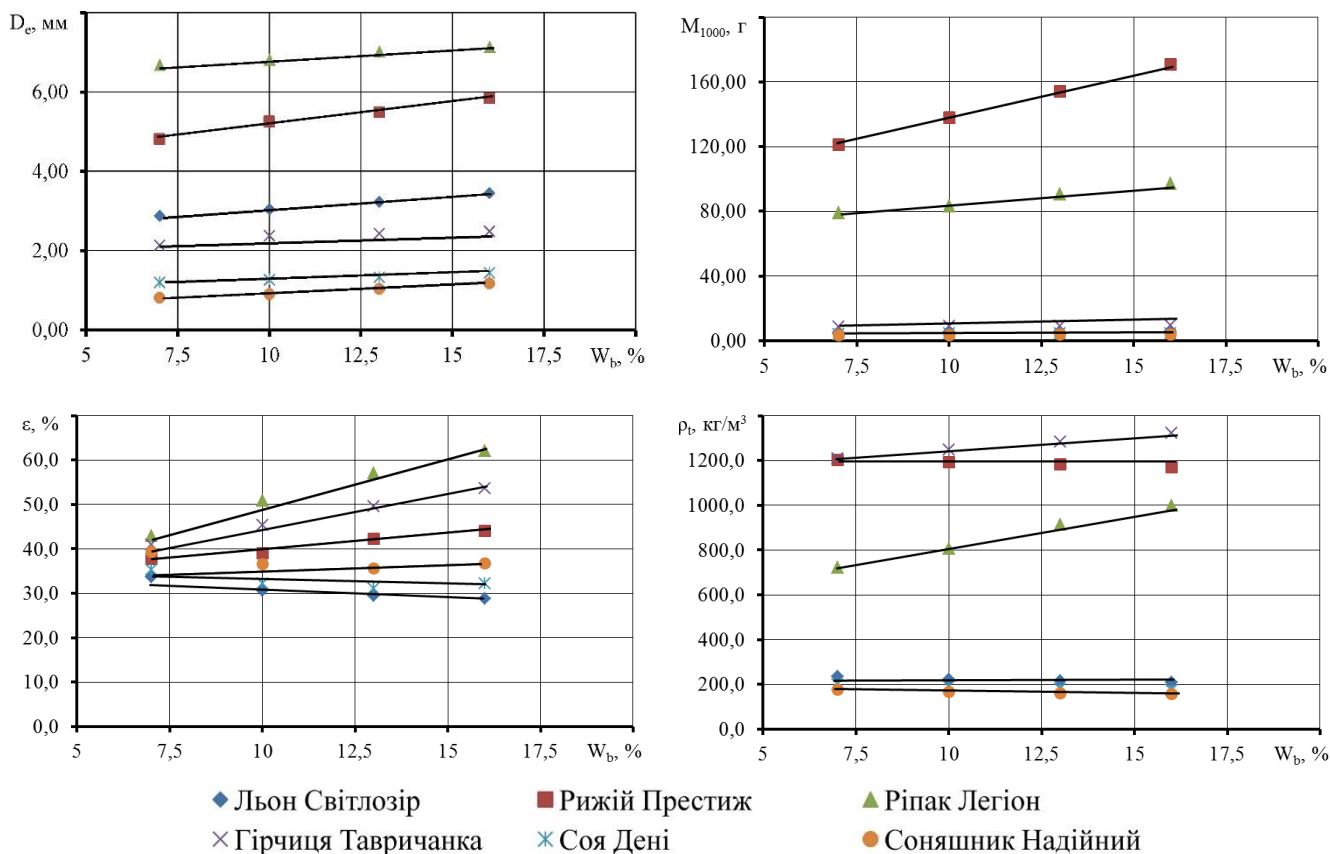 Dₑ, мм
6,00
4,00
2,00
0,00
5 7,5 10 12,5 15 17,5
W_b, %
M₁₀₀₀, г
160,00
120,00
80,00
40,00
0,00
5 7,5 10 12,5 15 17,5
W_b, %
ε, %
60,0
50,0
40,0
30,0
20,0
10,0
0,0
5 7,5 10 12,5 15 17,5
W_b, %
ρₜ, кг/м³
1200,0
1000,0
800,0
600,0
400,0
200,0
0,0
5 7,5 10 12,5 15 17,5
W_b, %
Льон Світлозір Рижій Престиж Ріпак Легіон
Гірчиця Тавричанка Соя Дені Соняшник Надійний